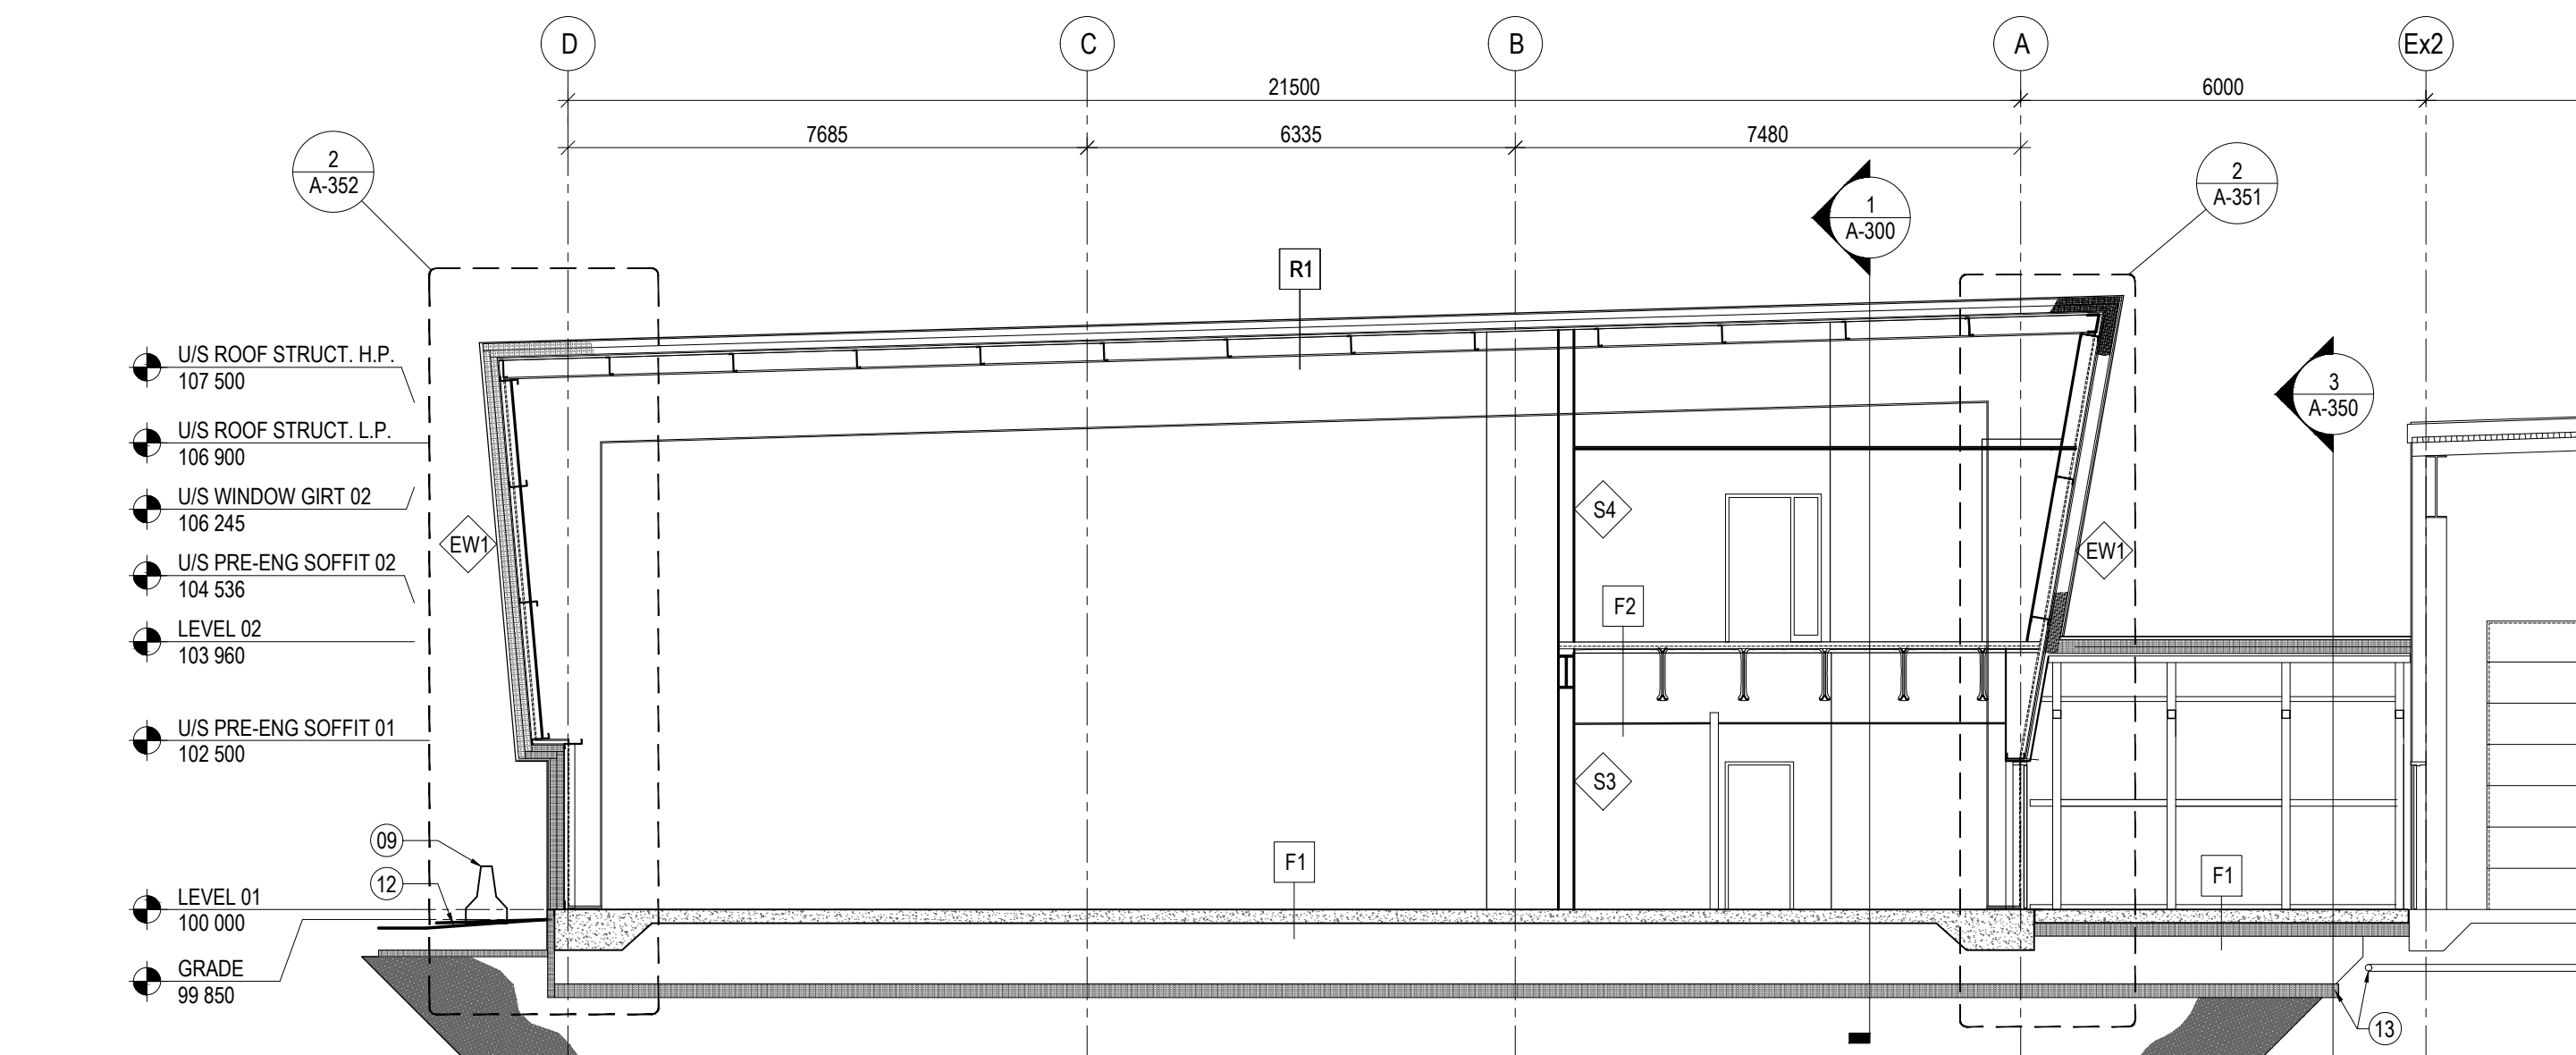 D
C
B
A
Ex2
21500
6000
7685
6335
7480
2
A-352
2
A-351
1
A-300
R1
3
A-350
U/S ROOF STRUCT. H.P.
107 500
U/S ROOF STRUCT. L.P.
106 900
U/S WINDOW GIRT 02
106 245
S4
EW1
EW1
U/S PRE-ENG SOFFIT 02
104 536
F2
LEVEL 02
103 960
U/S PRE-ENG SOFFIT 01
102 500
S3
09
12
F1
F1
LEVEL 01
100 000
GRADE
99 850
13